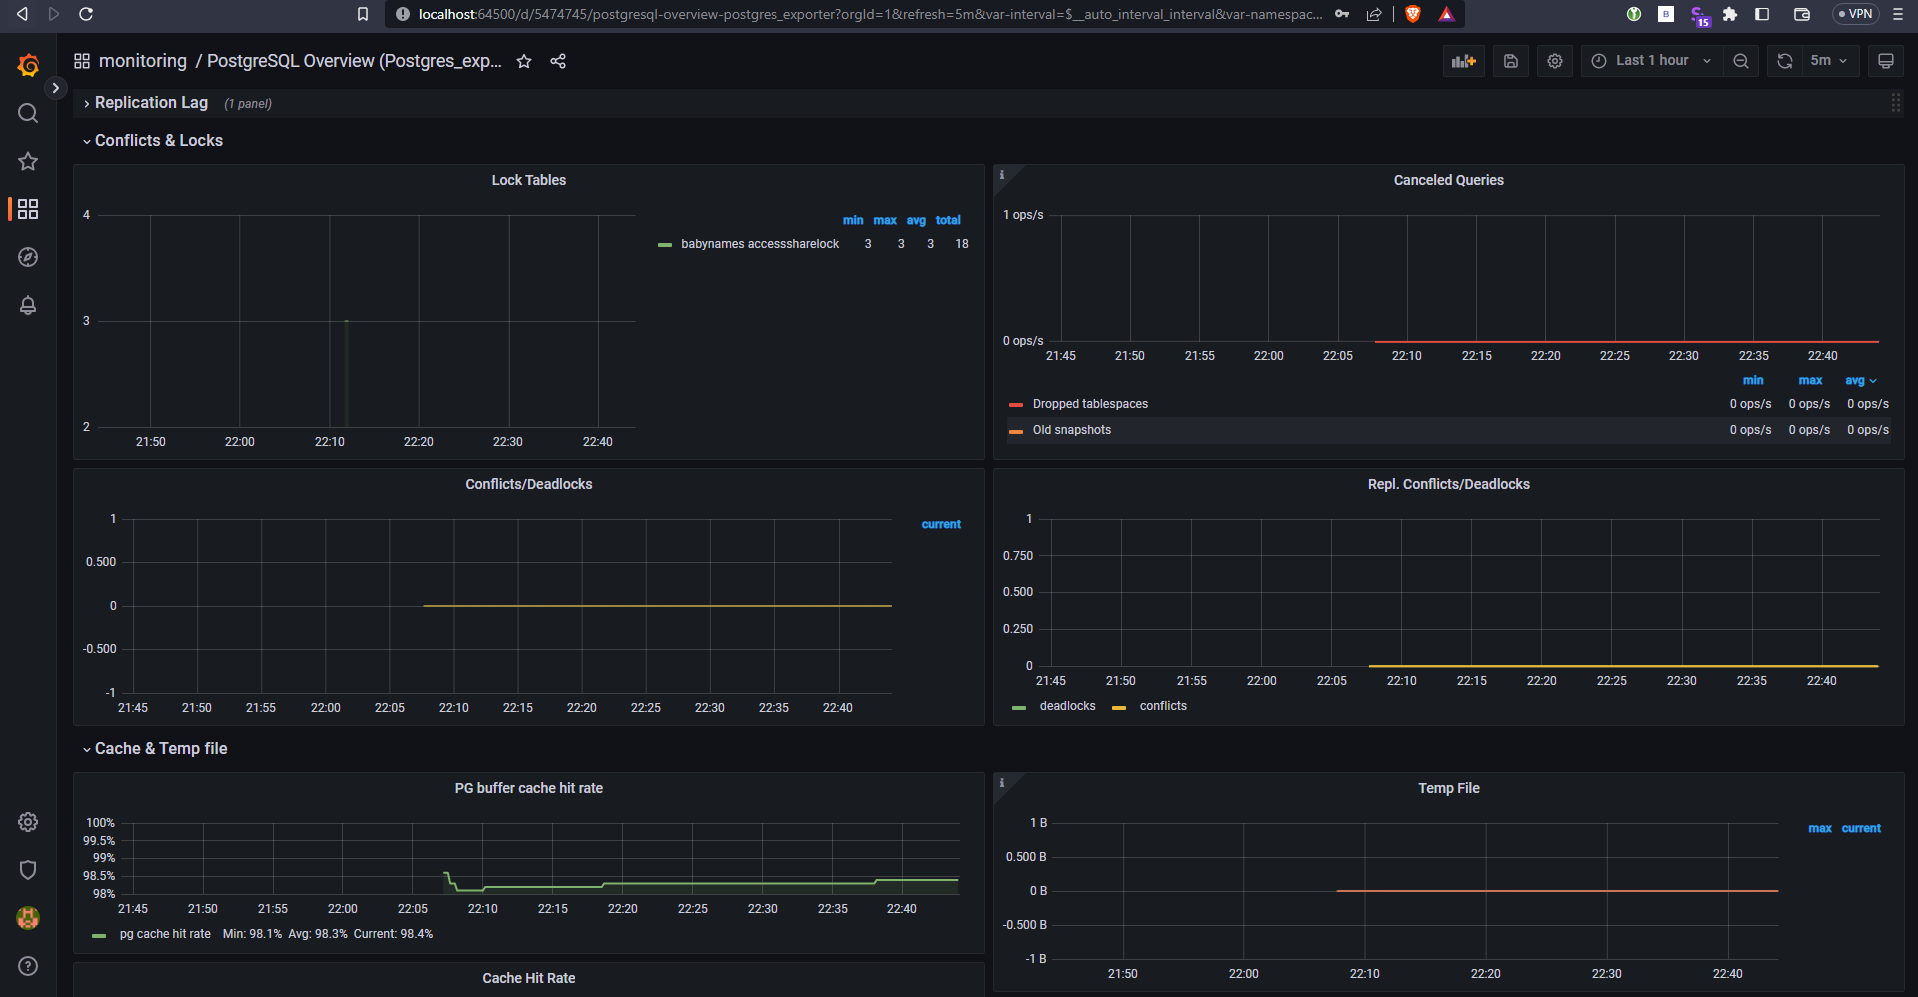 localhost:64500/d/5474745/postgresql-overview-postgres_exporter?orgId=1&refresh=5m&var-interval=$__auto_interval_interval&var-namespac...
15
VPN
monitoring / PostgreSQL Overview (Postgres_exp...
Last 1 hour
5m
Replication Lag (1 panel)
Conflicts & Locks
Lock Tables
4
3
2
21:50 22:00 22:10 22:20 22:30 22:40
min max avg total
babynames accesssharelock 3 3 3 18
Canceled Queries
1 ops/s
0 ops/s
21:45 21:50 21:55 22:00 22:05 22:10 22:15 22:20 22:25 22:30 22:35 22:40
min max avg
Dropped tablespaces 0 ops/s 0 ops/s 0 ops/s
Old snapshots 0 ops/s 0 ops/s 0 ops/s
Conflicts/Deadlocks
1
0.500
0
-0.500
-1
21:45 21:50 21:55 22:00 22:05 22:10 22:15 22:20 22:25 22:30 22:35 22:40
current
Repl. Conflicts/Deadlocks
1
0.750
0.500
0.250
0
21:45 21:50 21:55 22:00 22:05 22:10 22:15 22:20 22:25 22:30 22:35 22:40
deadlocks conflicts
Cache & Temp file
PG buffer cache hit rate
100%
99.5%
99%
98.5%
98%
21:45 21:50 21:55 22:00 22:05 22:10 22:15 22:20 22:25 22:30 22:35 22:40
pg cache hit rate Min: 98.1% Avg: 98.3% Current: 98.4%
Temp File
1 B
0.500 B
0 B
-0.500 B
-1 B
21:50 22:00 22:10 22:20 22:30 22:40
max current
Cache Hit Rate